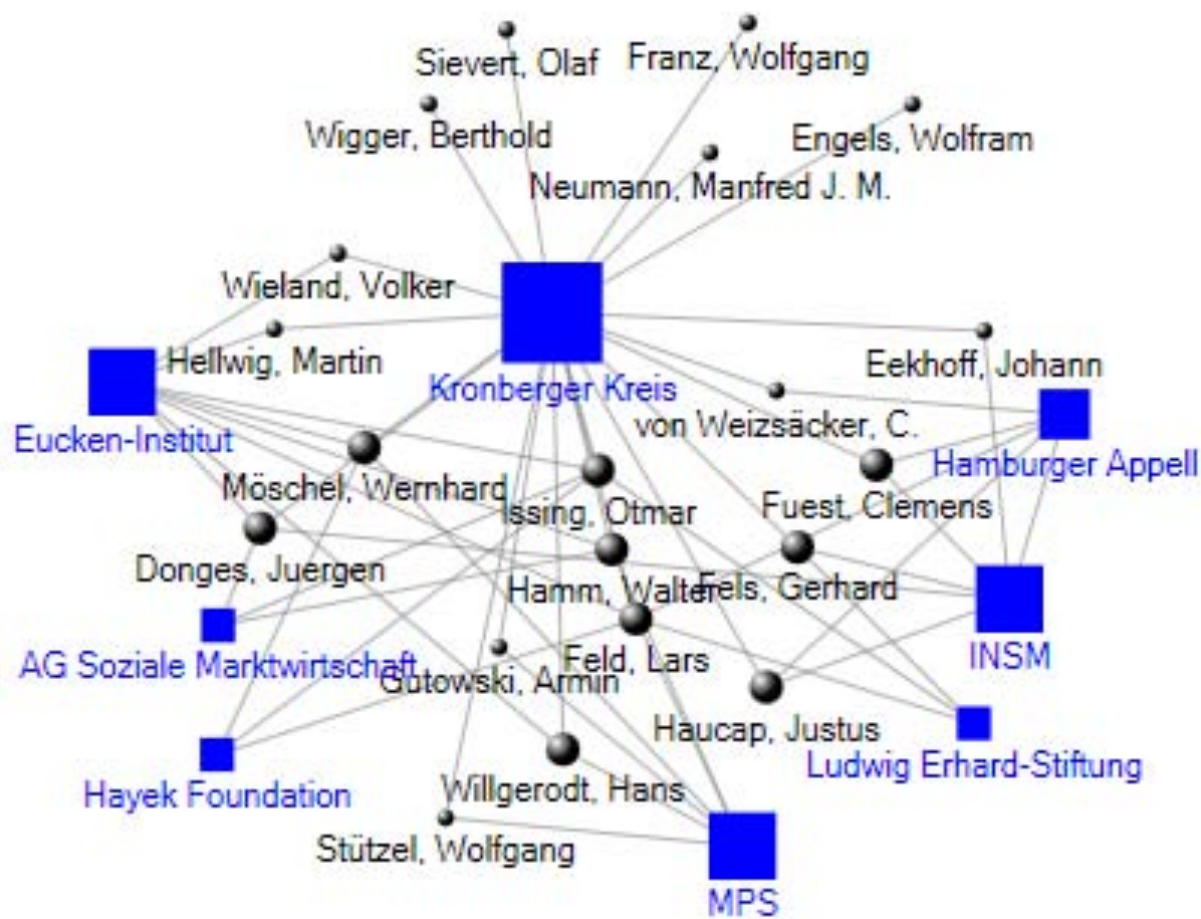 Sievert, Olaf
Franz, Wolfgang
Wigger, Berthold
Engels, Wolfram
Neumann, Manfred J. M.
Wieland, Volker
Hellwig, Martin
Eekhoff, Johann
Kronberger Kreis
von Weizsäcker, C.
Eucken-Institut
Hamburger Appell
Möschel, Wernhard
Issing, Otmar
Fuest, Clemens
Donges, Juergen
Hamm, Walter
Fels, Gerhard
AG Soziale Marktwirtschaft
Feld, Lars
INSM
Gutowski, Armin
Haucap, Justus
Ludwig Erhard-Stiftung
Hayek Foundation
Willgerodt, Hans
Stützel, Wolfgang
MPS